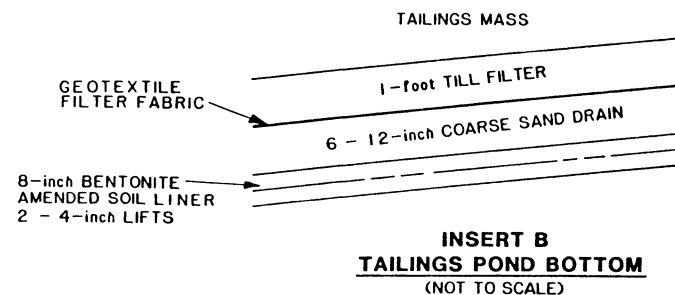 TAILINGS MASS
1-foot TILL FILTER
GEOTEXTILE
FILTER FABRIC
6 - 12-inch COARSE SAND DRAIN
8-inch BENTONITE
AMENDED SOIL LINER
2 - 4-inch LIFTS
INSERT B
TAILINGS POND BOTTOM
(NOT TO SCALE)